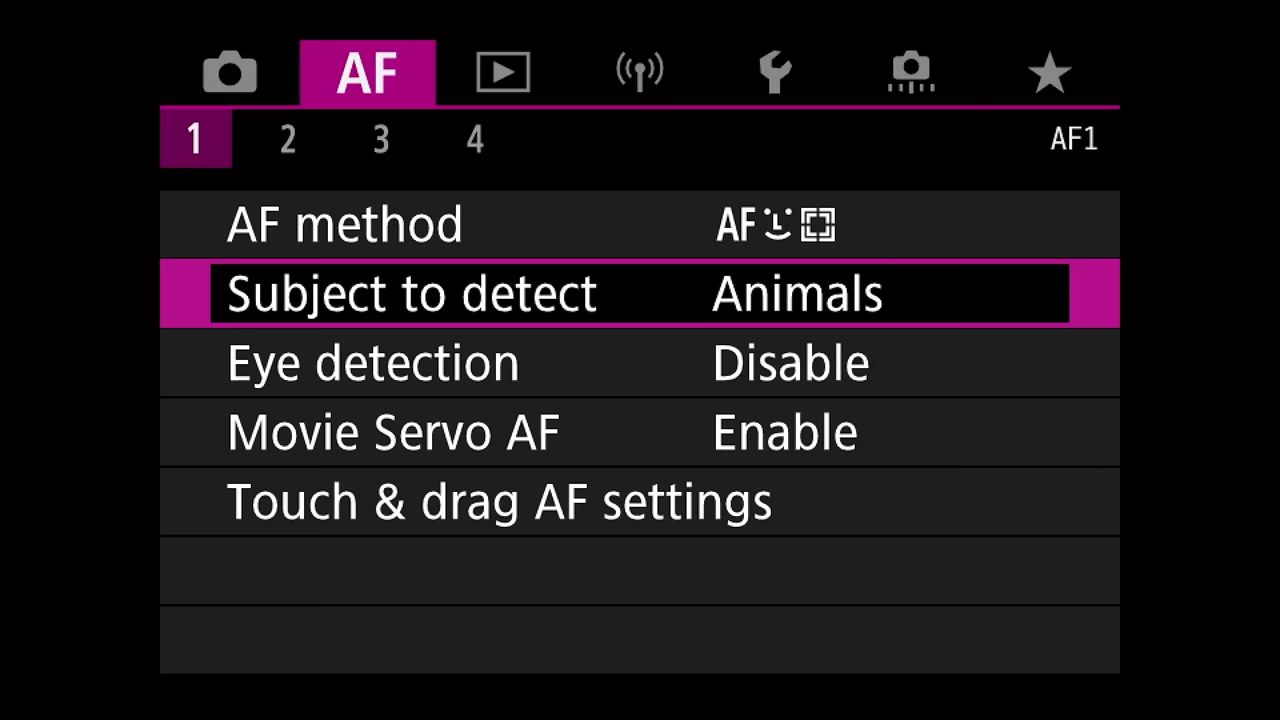 AF
1 2 3 4 AF1
AF method AF
Subject to detect Animals
Eye detection Disable
Movie Servo AF Enable
Touch & drag AF settings